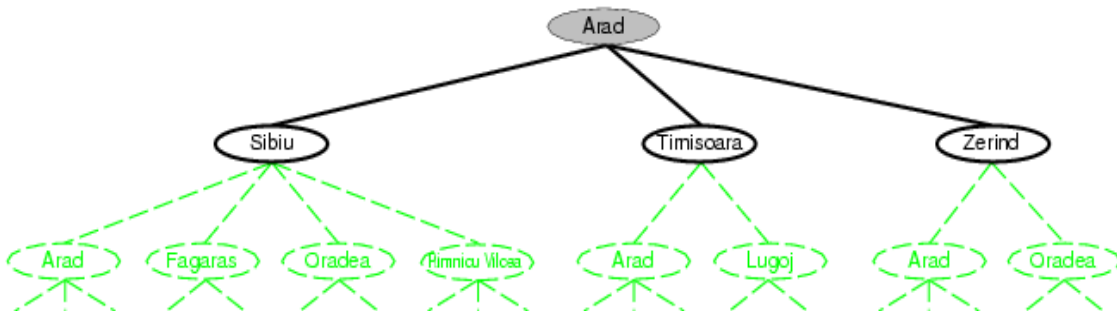 Arad
Sibiu
Timisoara
Zerind
Arad
Fagaras
Oradea
Rimnicu Vilcea
Arad
Lugoj
Arad
Oradea